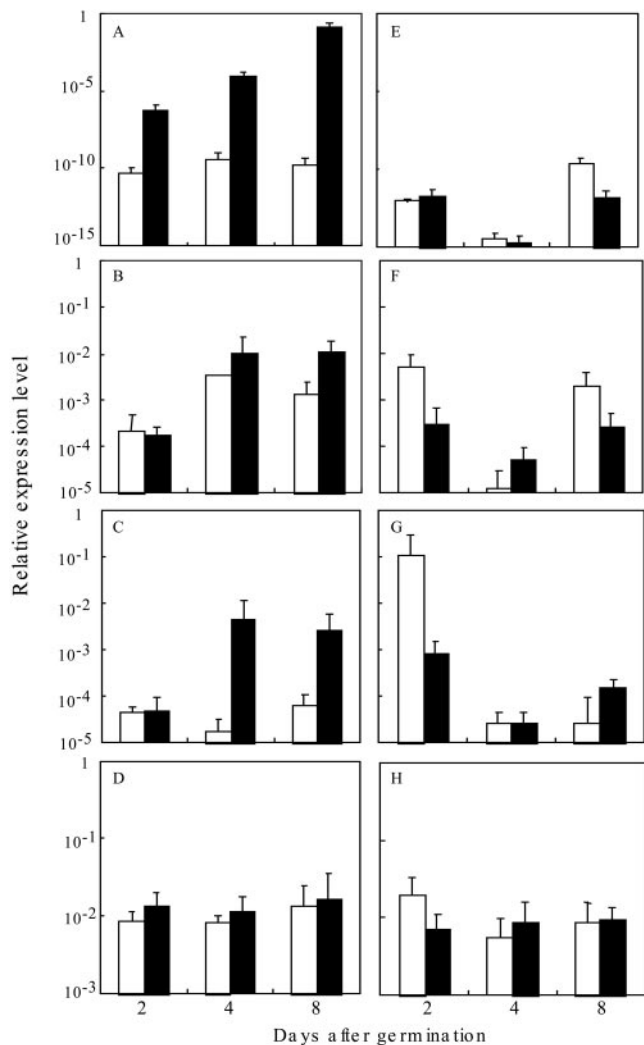 Relative expression level
A
1
10-5
10-10
10-15
E
B
1
10-1
10-2
10-3
10-4
10-5
F
C
1
10-1
10-2
10-3
10-4
10-5
G
D
1
10-1
10-2
10-3
H
2 4 8 2 4 8
Days after germination